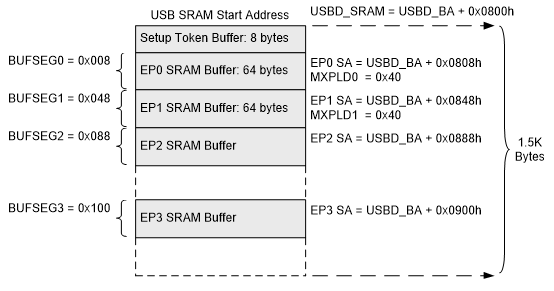 USB SRAM Start Address
USBD_SRAM = USBD_BA + 0x0800h
Setup Token Buffer: 8 bytes
BUFSEG0 = 0x008
EP0 SRAM Buffer: 64 bytes
EP0 SA = USBD_BA + 0x0808h
MXPLD0 = 0x40
BUFSEG1 = 0x048
EP1 SRAM Buffer: 64 bytes
EP1 SA = USBD_BA + 0x0848h
MXPLD1 = 0x40
BUFSEG2 = 0x088
EP2 SRAM Buffer
EP2 SA = USBD_BA + 0x0888h
1.5K
Bytes
BUFSEG3 = 0x100
EP3 SRAM Buffer
EP3 SA = USBD_BA + 0x0900h